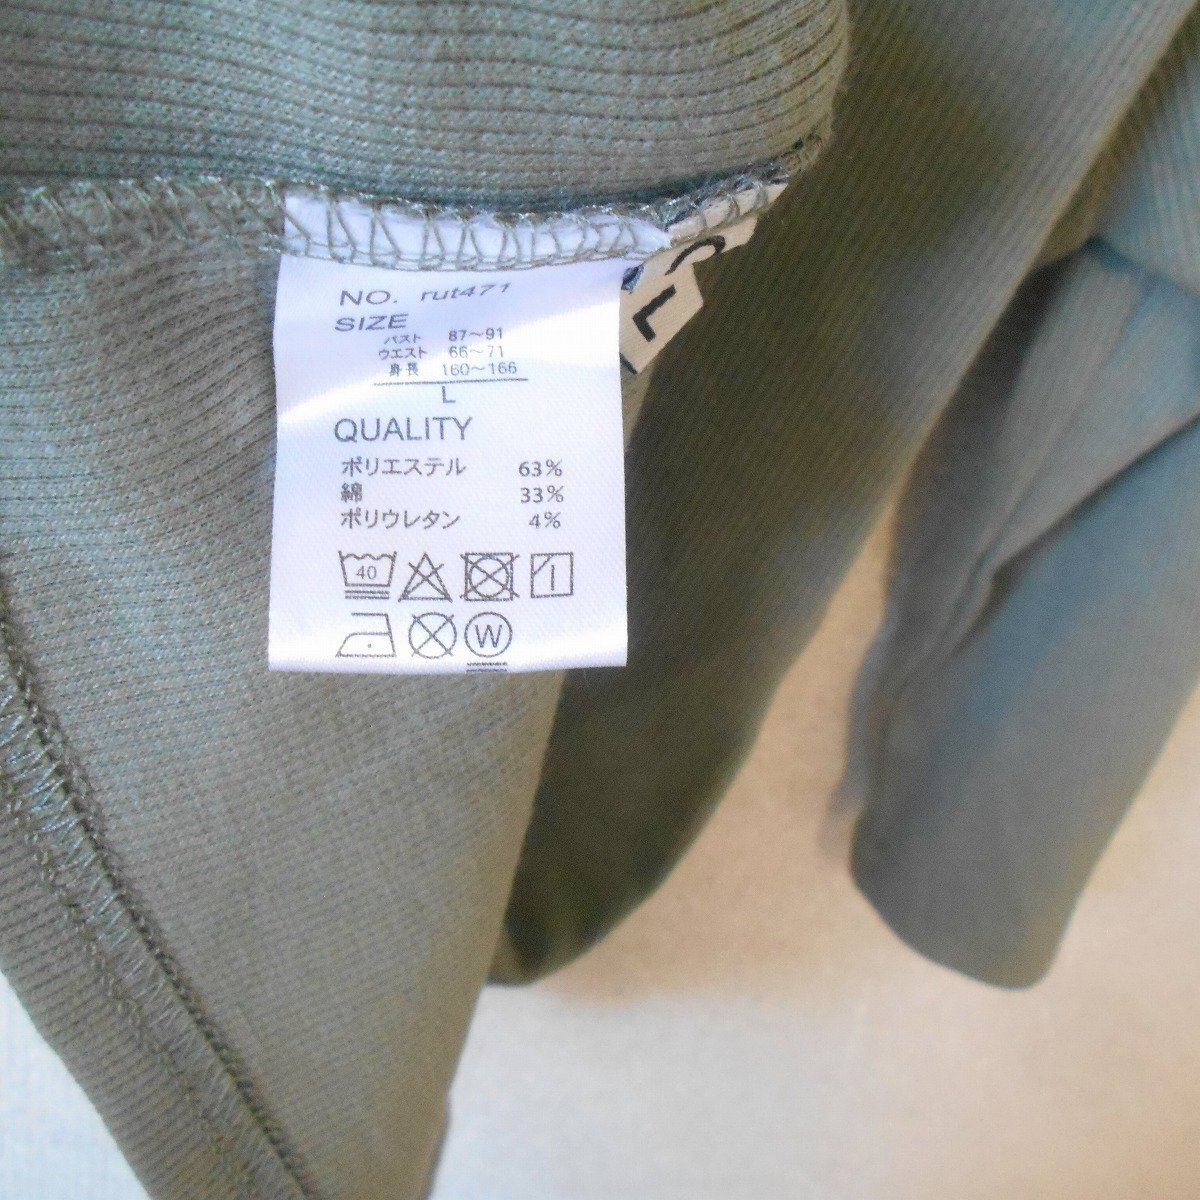 NO. rut471
SIZE
バスト 87～91
ウエスト 66～71
身長 160～166
L
QUALITY
ポリエステル 63%
綿 33%
ポリウレタン 4%
40
W
L